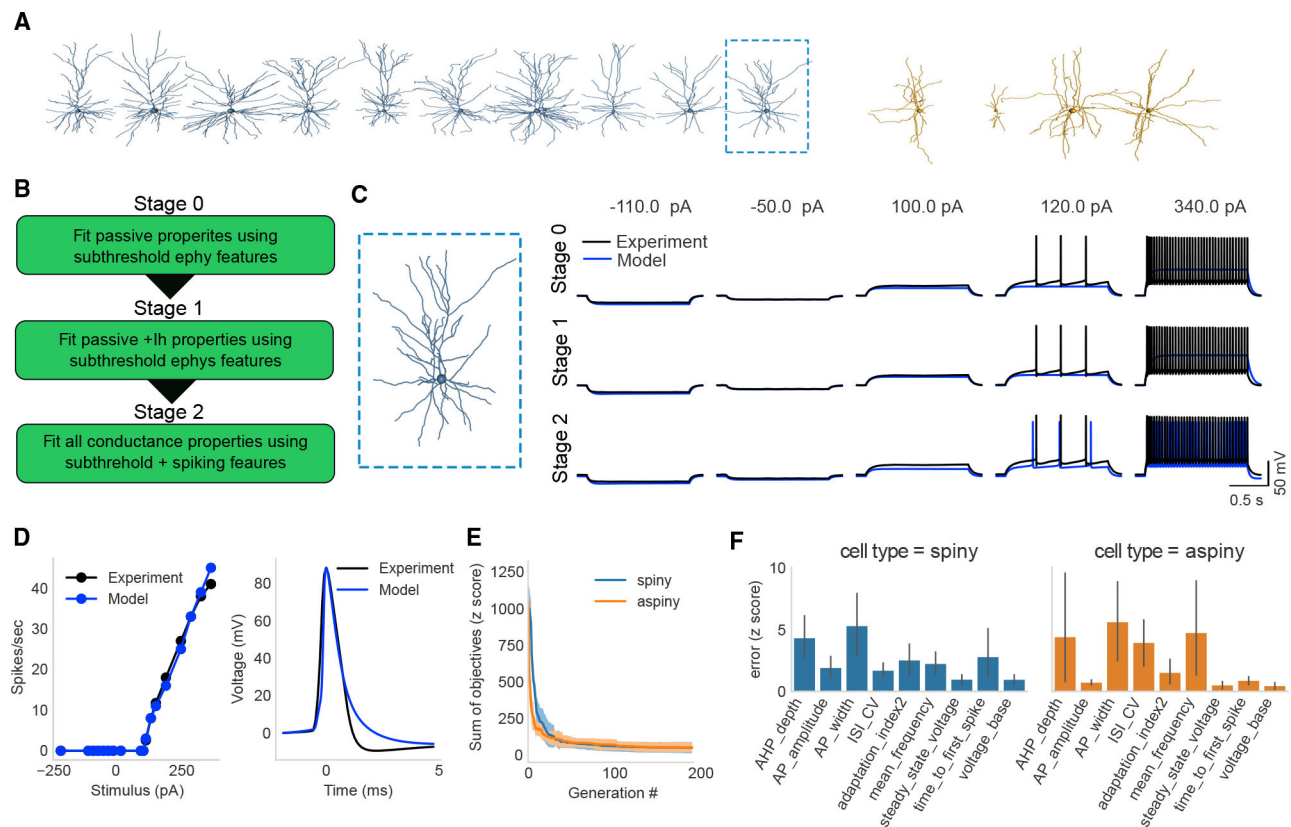 A
B
Stage 0
Fit passive properites using
subthreshold ephy features
Stage 1
Fit passive +Ih properties using
subthreshold ephys features
Stage 2
Fit all conductance properties using
subthrehold + spiking feaures
C
-110.0 pA
-50.0 pA
100.0 pA
120.0 pA
340.0 pA
Stage 0
Experiment
Model
Stage 1
Stage 2
50 mV
0.5 s
D
Spikes/sec
40
30
20
10
0
Experiment
Model
−250
0
250
Stimulus (pA)
Voltage (mV)
80
60
40
20
0
Experiment
Model
0
5
Time (ms)
E
Sum of objectives (z score)
1250
1000
750
500
250
0
spiny
aspiny
0
100
200
Generation #
F
cell type = spiny
cell type = aspiny
error (z score)
10
5
0
AHP_depth
AP_amplitude
AP_width
ISI_CV
adaptation_index2
mean_frequency
steady_state_voltage
time_to_first_spike
voltage_base
AHP_depth
AP_amplitude
AP_width
ISI_CV
adaptation_index2
mean_frequency
steady_state_voltage
time_to_first_spike
voltage_base